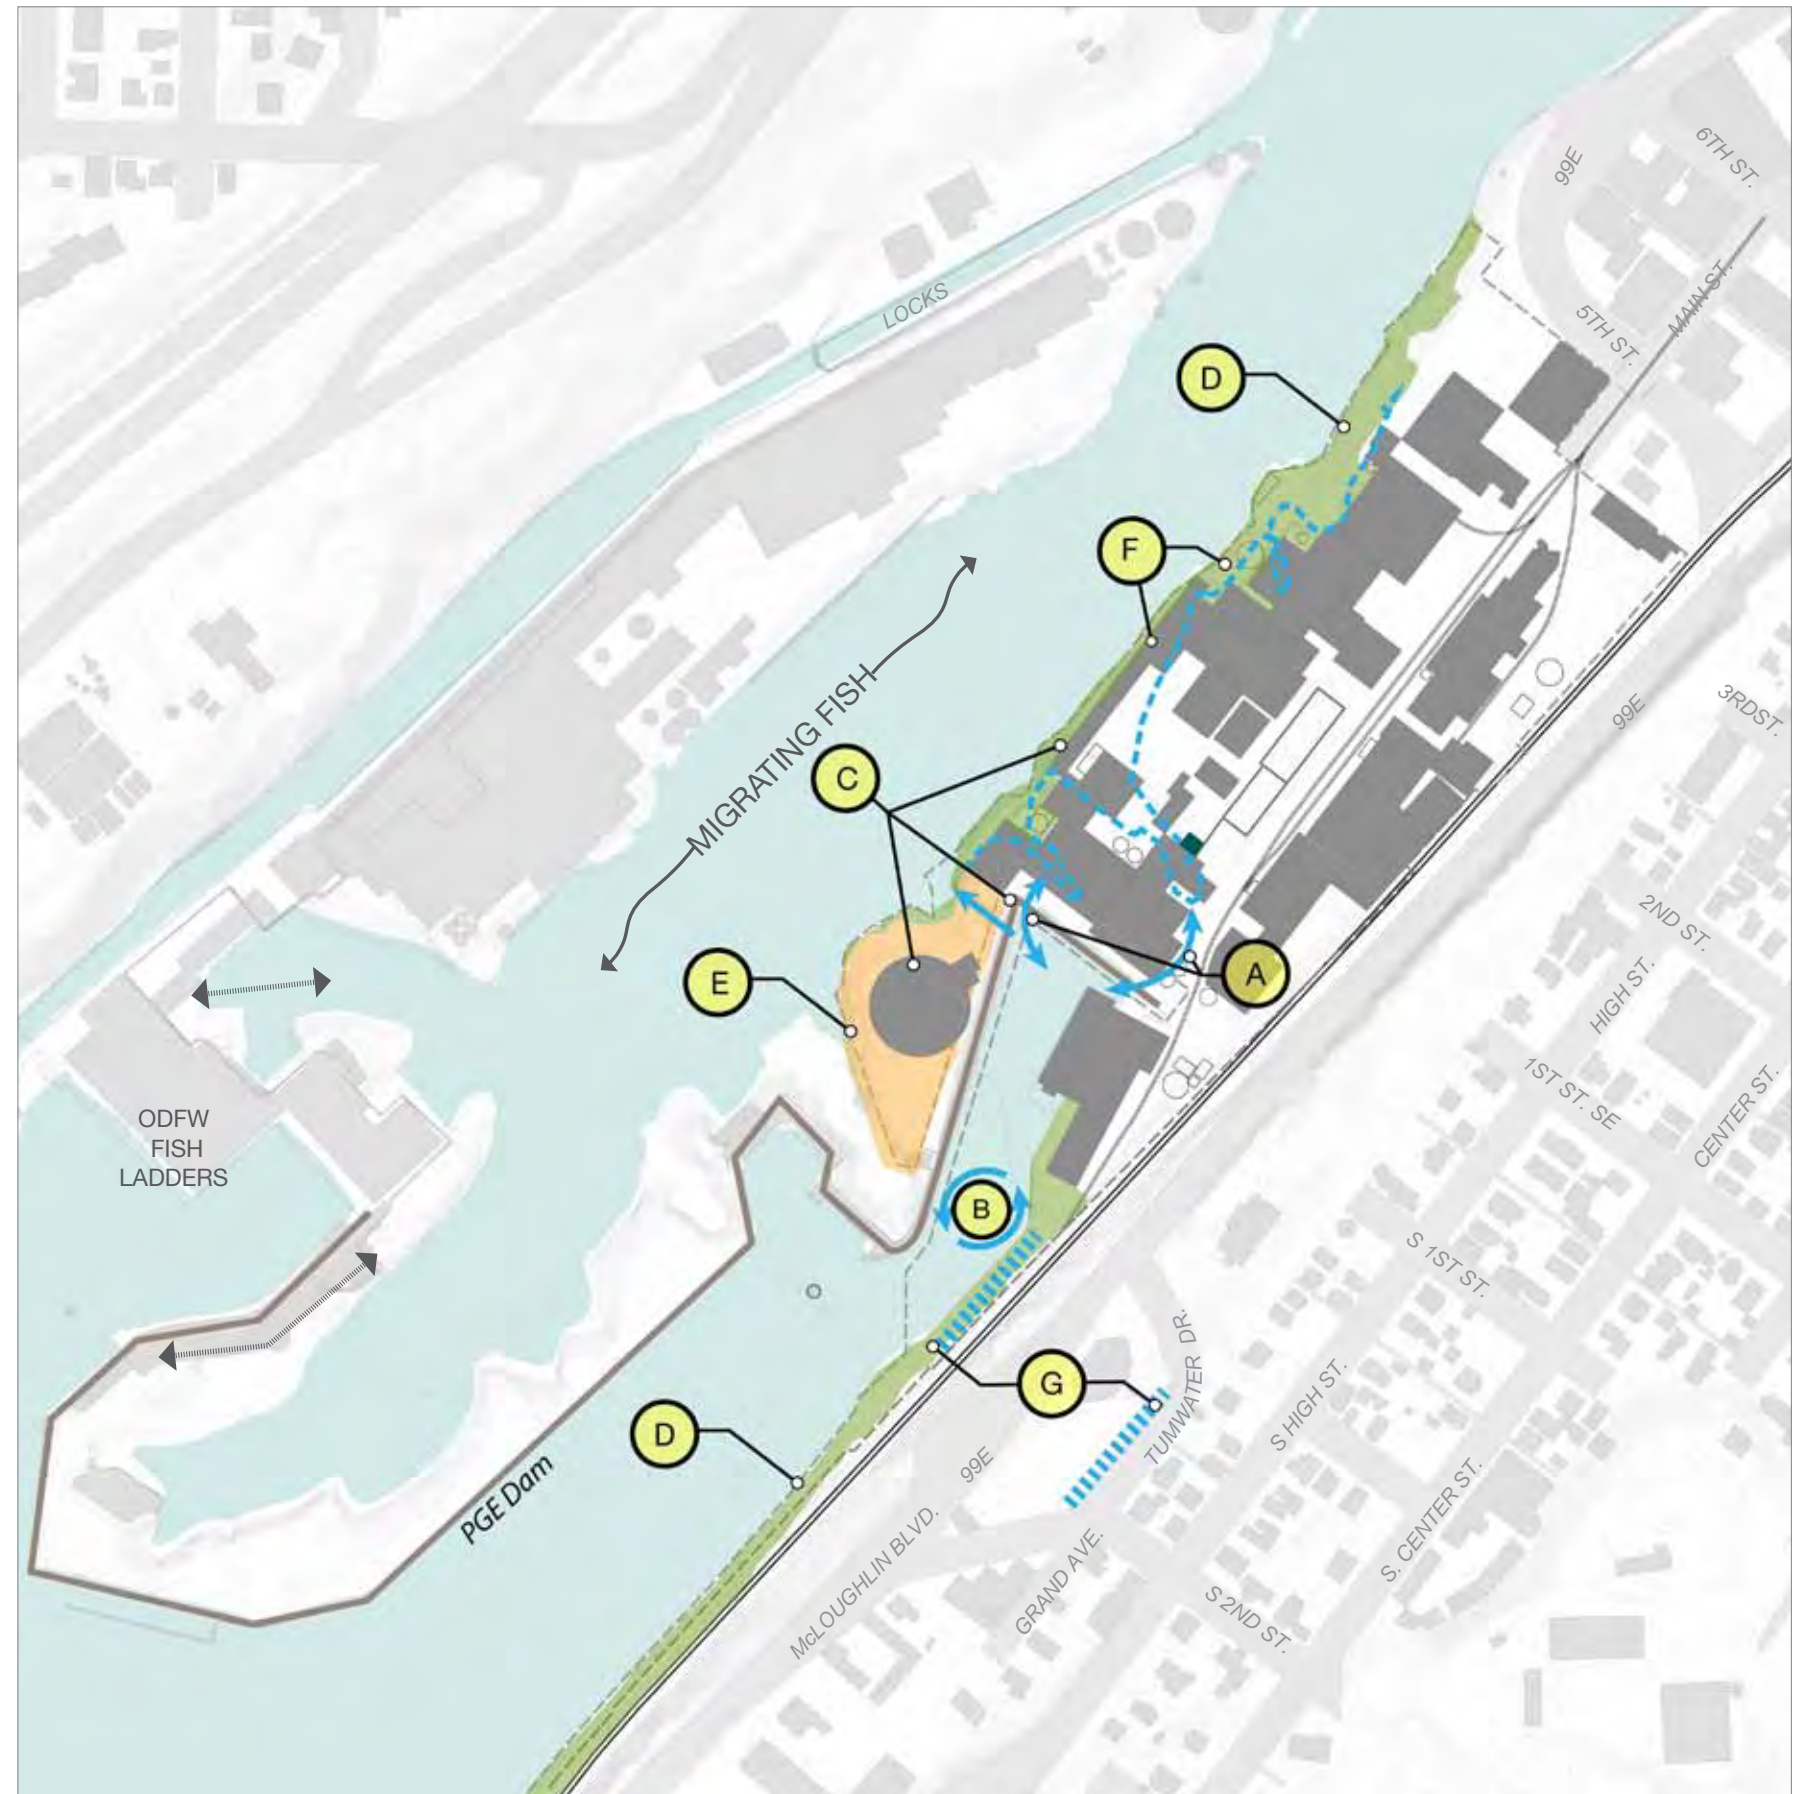 6TH ST.
99E
MAIN ST.
LOCKS
5TH ST.
D
F
3RDST.
99E
MIGRATING FISH
C
2ND ST.
E
A
HIGH ST.
1ST ST. SE
CENTER ST.
ODFW
FISH
LADDERS
B
S 1ST ST.
TUMWATER DR.
G
S HIGH ST.
D
99E
PGE Dam
McLOUGHLIN BLVD.
GRAND AVE.
S. CENTER ST.
S 2ND ST.